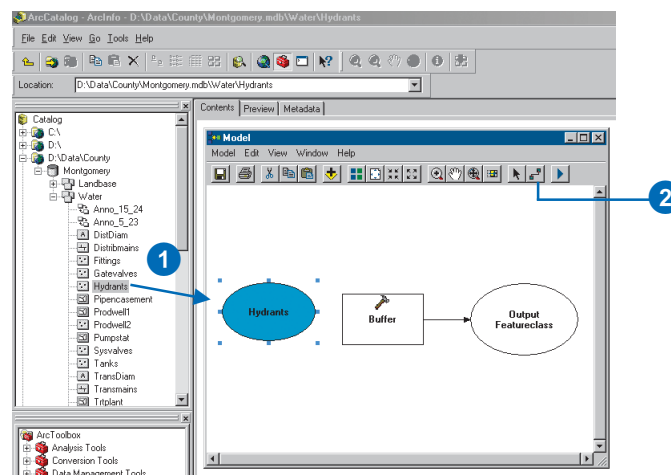 ArcCatalog - ArcInfo - D:\Data\County\Montgomery.mdb\Water\Hydrants
File Edit View Go Tools Help
Location: D:\Data\County\Montgomery.mdb\Water\Hydrants
Contents Preview Metadata
Catalog
C:\
D:\
D:\Data\County
Montgomery
Landbase
Water
Anno_15_24
Anno_5_23
DistDiam
Distribmains
Fittings
Gatevalves
Hydrants
Pipencasement
Prodwell1
Prodwell2
Pumpstat
Sysvalves
Tanks
TransDiam
Transmains
Trtplant
ArcToolbox
Analysis Tools
Conversion Tools
Data Management Tools
1
Model
Model Edit View Window Help
2
Hydrants
Buffer
Output
Featureclass